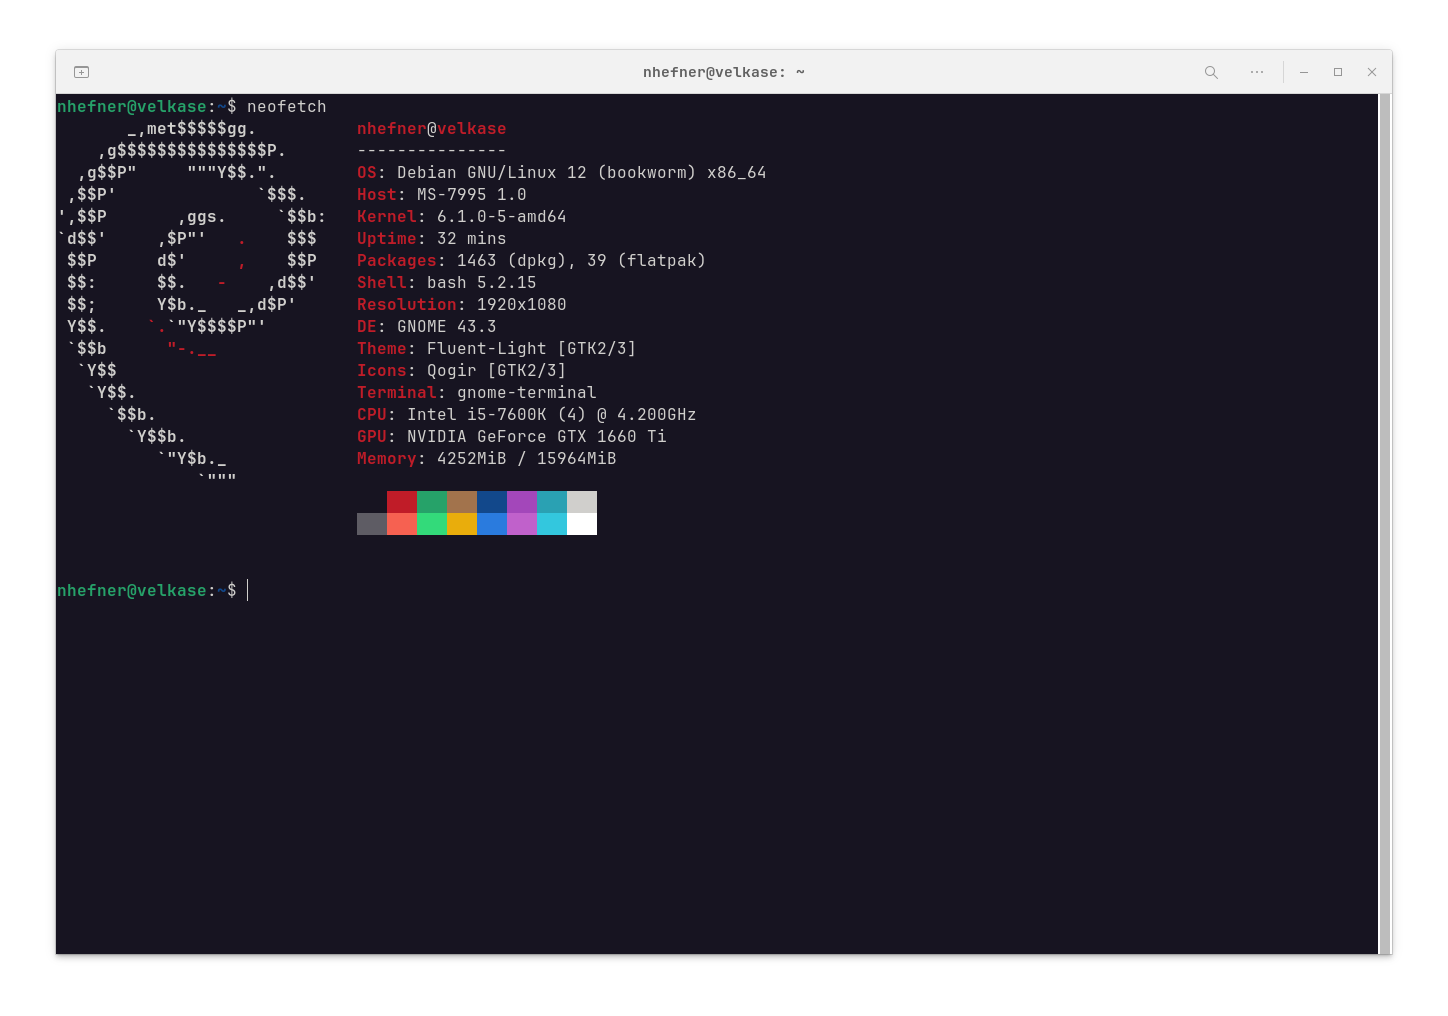 nhefner@velkase: ~
nhefner@velkase:~$ neofetch
       _,met$$$$$gg.          nhefner@velkase
    ,g$$$$$$$$$$$$$$$P.       ---------------
  ,g$$P"     """Y$$.".        OS: Debian GNU/Linux 12 (bookworm) x86_64
 ,$$P'              `$$$.     Host: MS-7995 1.0
',$$P       ,ggs.     `$$b:   Kernel: 6.1.0-5-amd64
`d$$'     ,$P"'   .    $$$    Uptime: 32 mins
 $$P      d$'     ,    $$P    Packages: 1463 (dpkg), 39 (flatpak)
 $$:      $$.   -    ,d$$'    Shell: bash 5.2.15
 $$;      Y$b._   _,d$P'      Resolution: 1920x1080
 Y$$.    `.`"Y$$$$P"'         DE: GNOME 43.3
 `$$b      "-.__              Theme: Fluent-Light [GTK2/3]
  `Y$$                        Icons: Qogir [GTK2/3]
   `Y$$.                      Terminal: gnome-terminal
     `$$b.                    CPU: Intel i5-7600K (4) @ 4.200GHz
       `Y$$b.                 GPU: NVIDIA GeForce GTX 1660 Ti
          `"Y$b._             Memory: 4252MiB / 15964MiB
              `"""
nhefner@velkase:~$